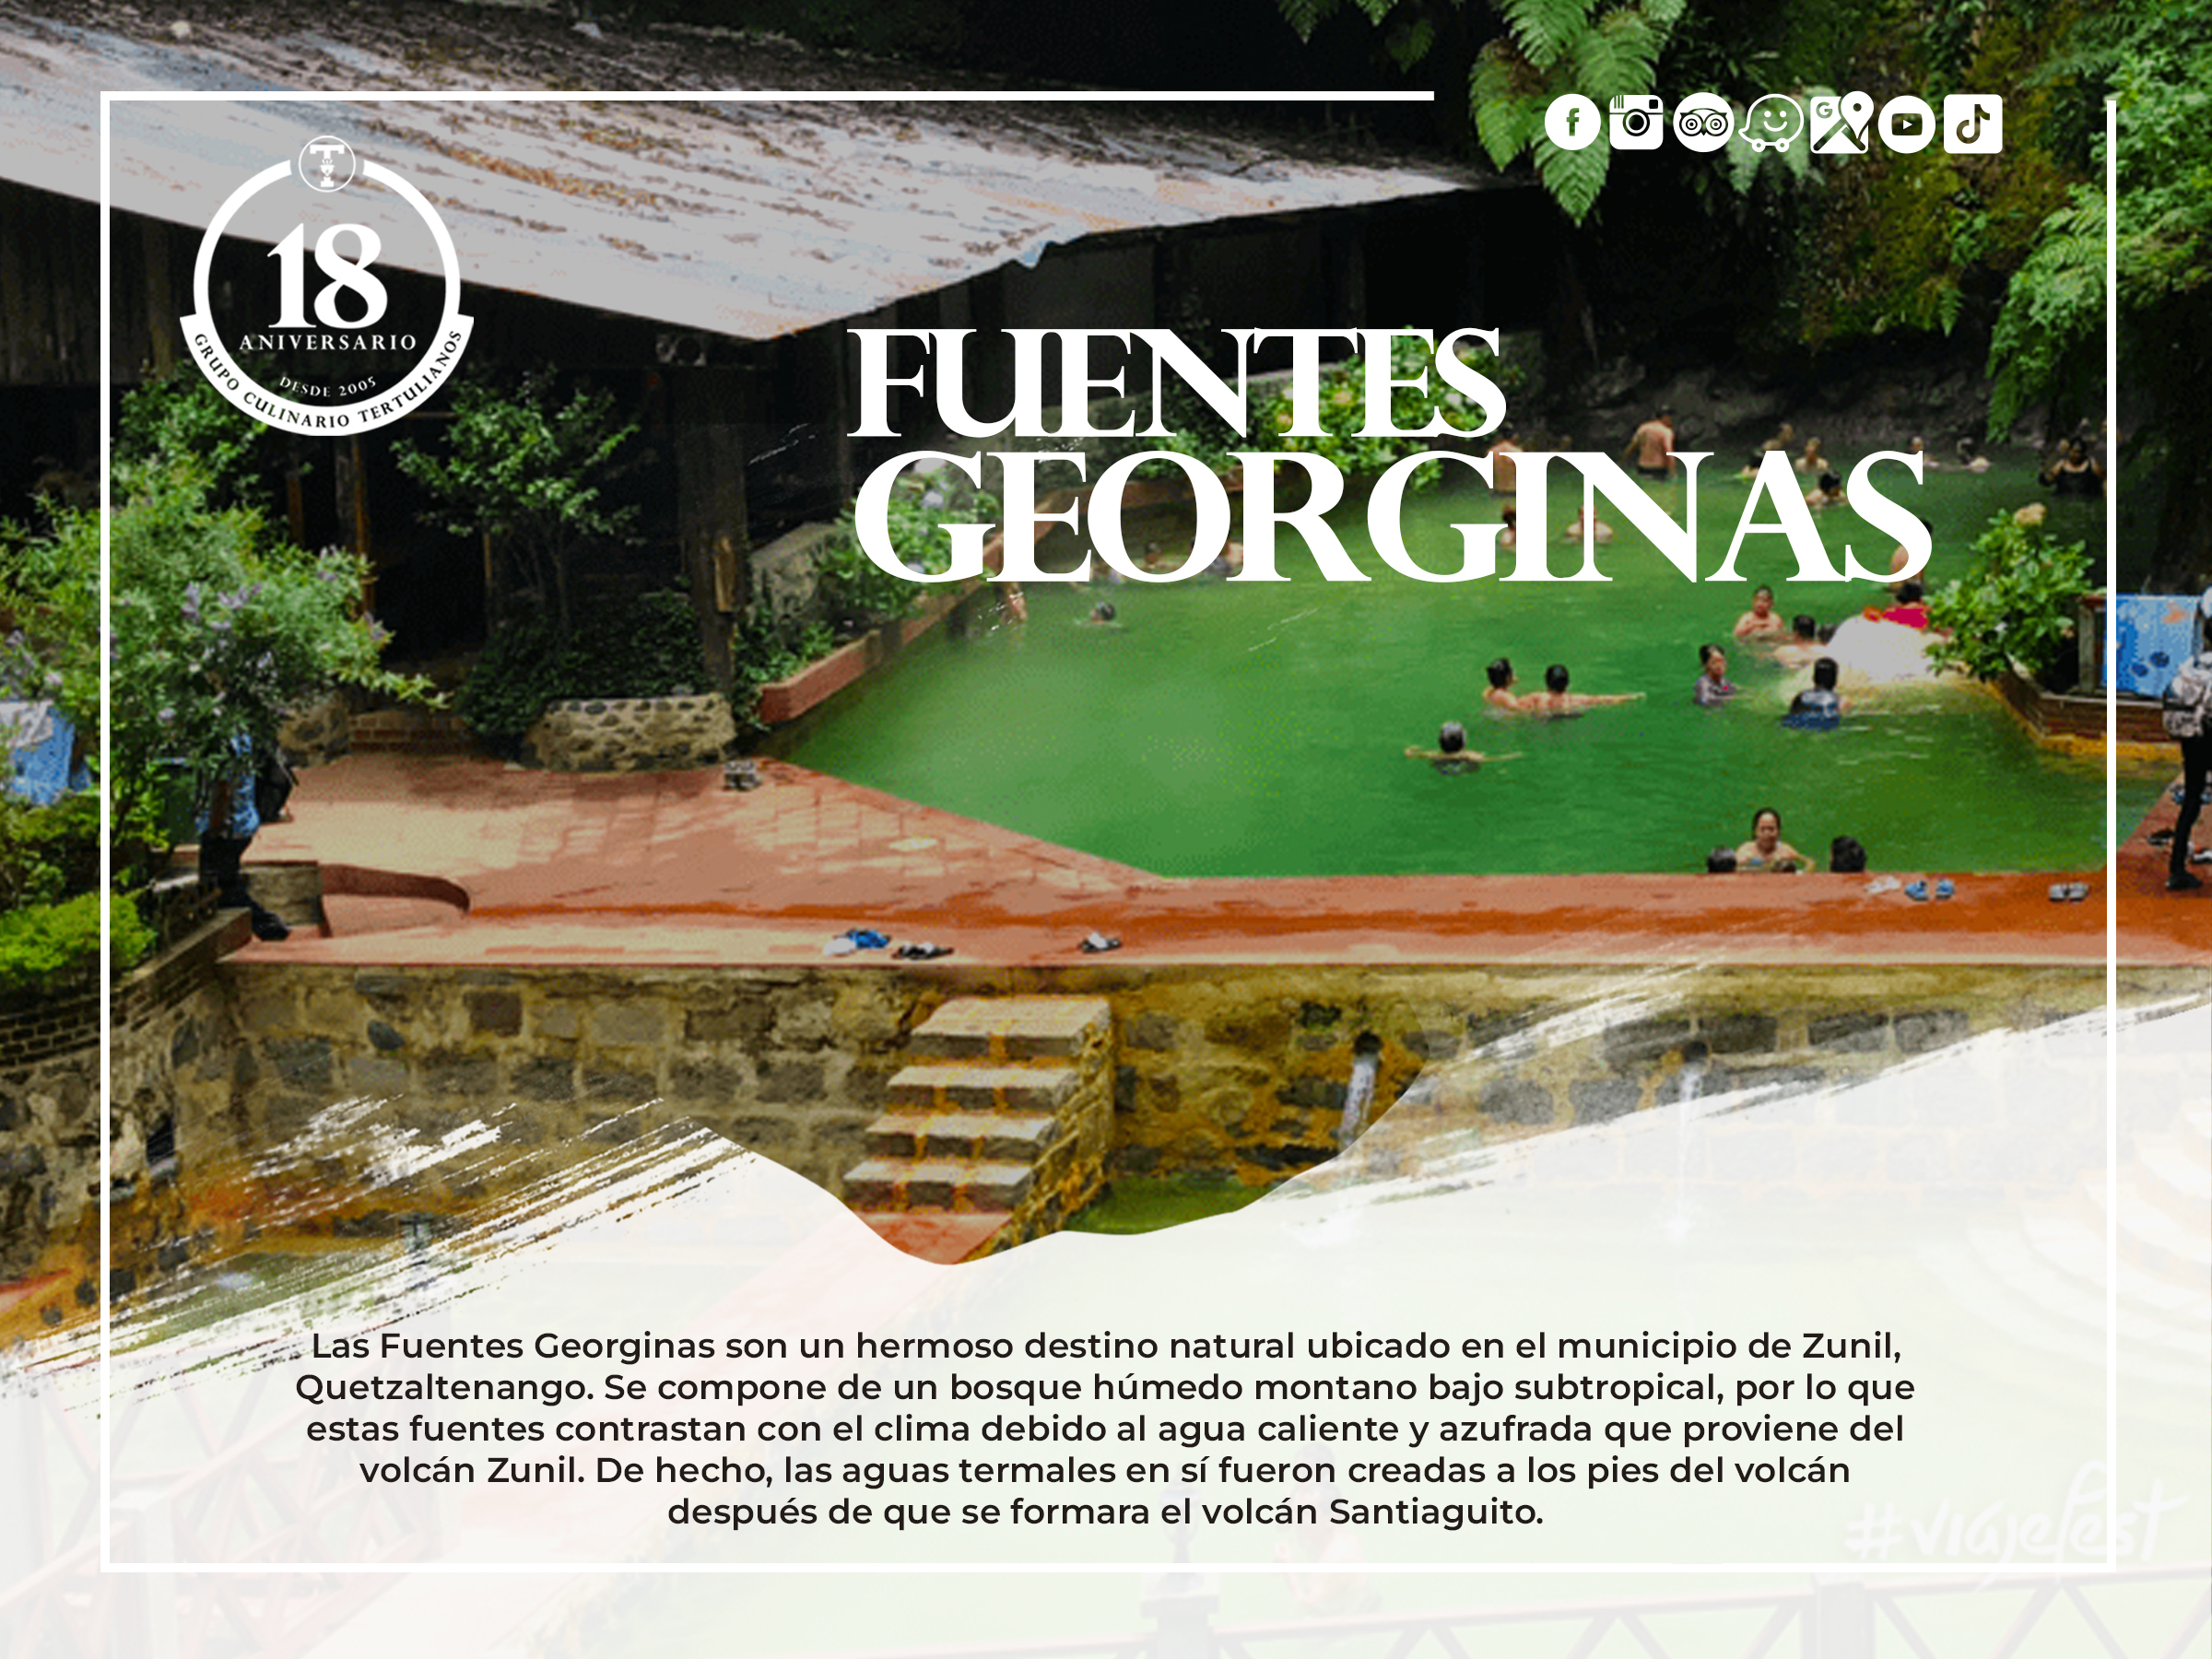 18
ANIVERSARIO
DESDE 2005
GRUPO CULINARIO TERTULIANOS
FUENTES
GEORGINAS
Las Fuentes Georginas son un hermoso destino natural ubicado en el municipio de Zunil,
Quetzaltenango. Se compone de un bosque húmedo montano bajo subtropical, por lo que
estas fuentes contrastan con el clima debido al agua caliente y azufrada que proviene del
volcán Zunil. De hecho, las aguas termales en sí fueron creadas a los pies del volcán
después de que se formara el volcán Santiaguito.
#viajefest